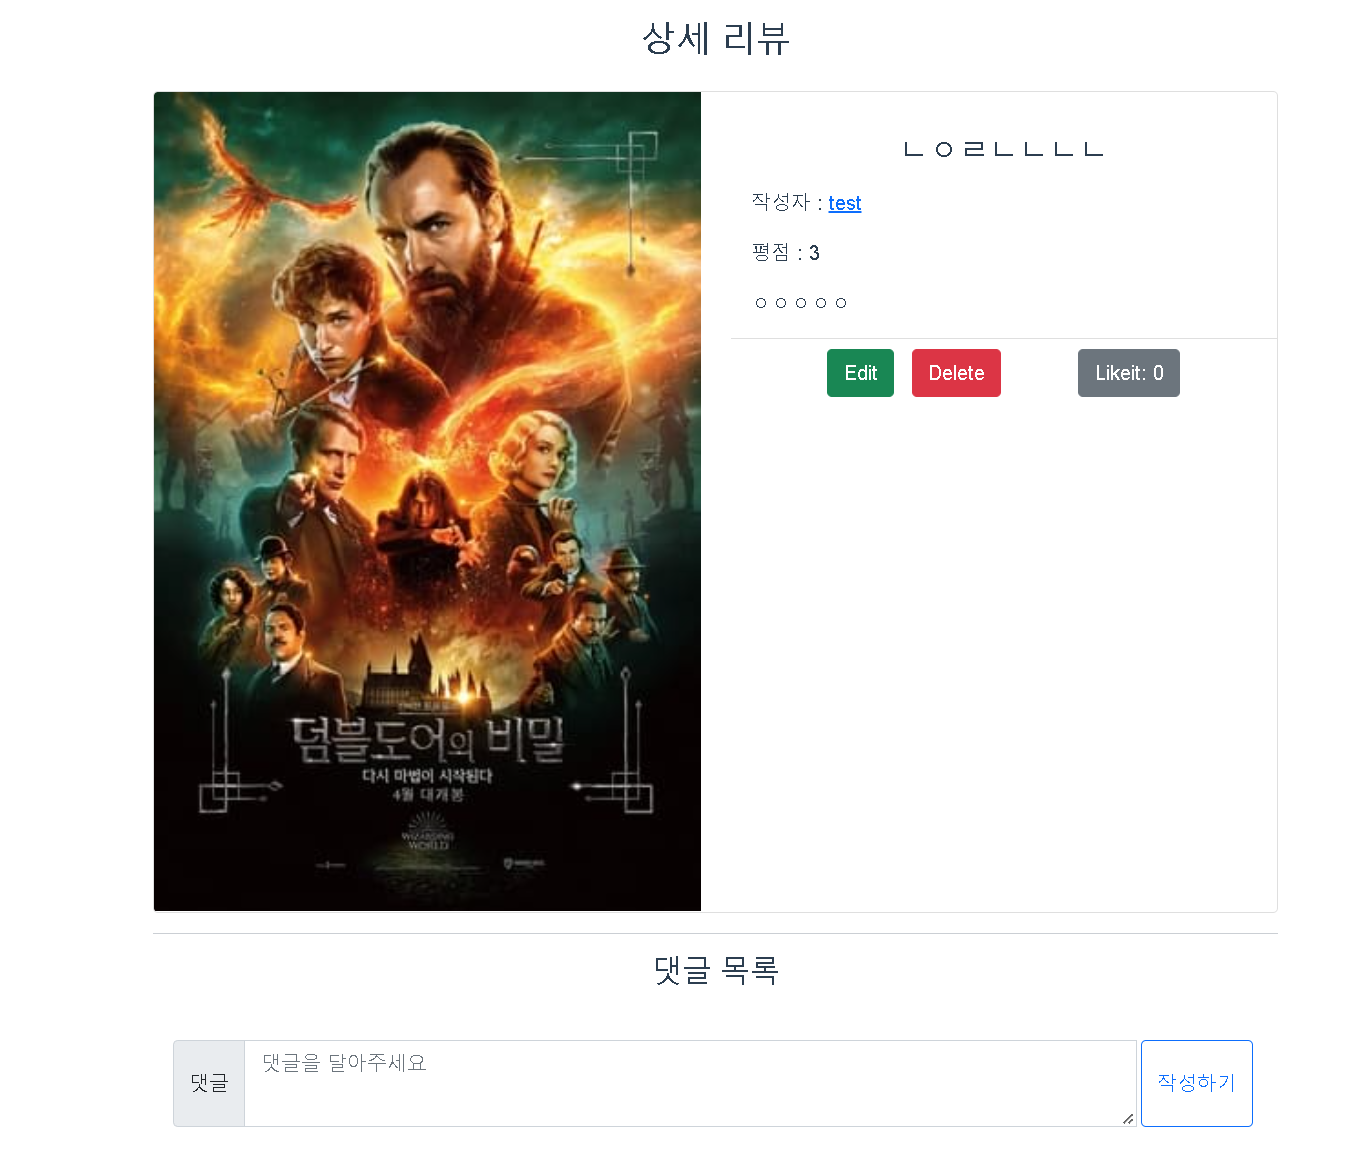 상세 리뷰
ㄴㅇㄹㄴㄴㄴㄴ
작성자 : test
평점 : 3
ㅇㅇㅇㅇㅇ
Edit Delete Likeit: 0
덤블도어의 비밀
다시 마법이 시작된다
4월 대개봉
WIZARDING
WORLD
댓글 목록
댓글 댓글을 달아주세요 작성하기